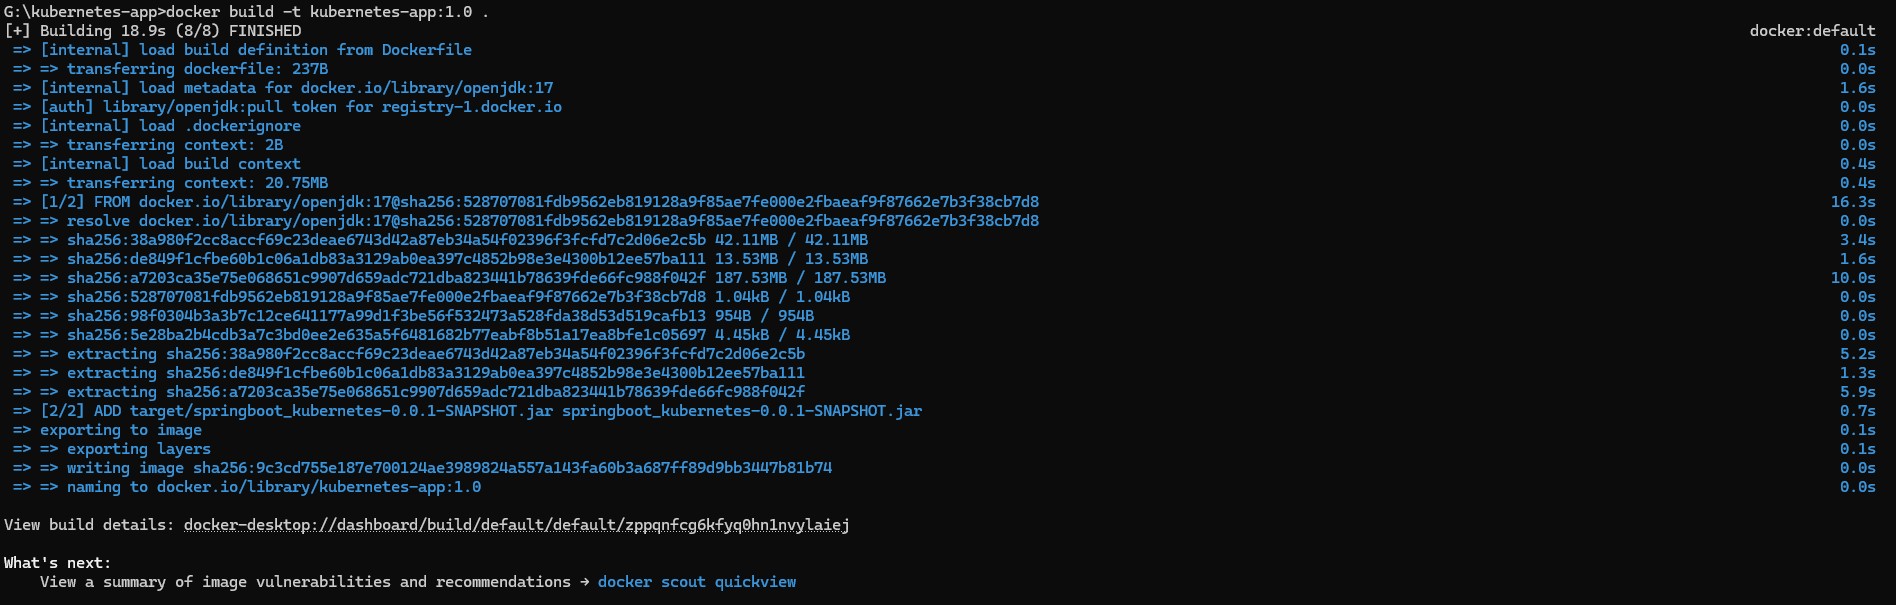 G:\kubernetes-app>docker build -t kubernetes-app:1.0 .
[+] Building 18.9s (8/8) FINISHED docker:default
=> [internal] load build definition from Dockerfile 0.1s
=> => transferring dockerfile: 237B 0.0s
=> [internal] load metadata for docker.io/library/openjdk:17 1.6s
=> [auth] library/openjdk:pull token for registry-1.docker.io 0.0s
=> [internal] load .dockerignore 0.0s
=> => transferring context: 2B 0.0s
=> [internal] load build context 0.4s
=> => transferring context: 20.75MB 0.4s
=> [1/2] FROM docker.io/library/openjdk:17@sha256:528707081fdb9562eb819128a9f85ae7fe000e2fbaeaf9f87662e7b3f38cb7d8 16.3s
=> => resolve docker.io/library/openjdk:17@sha256:528707081fdb9562eb819128a9f85ae7fe000e2fbaeaf9f87662e7b3f38cb7d8 0.0s
=> => sha256:38a980f2cc8accf69c23deae6743d42a87eb34a54f02396f3fcfd7c2d06e2c5b 42.11MB / 42.11MB 3.4s
=> => sha256:de849f1cfbe60b1c06a1db83a3129ab0ea397c4852b98e3e4300b12ee57ba111 13.53MB / 13.53MB 1.6s
=> => sha256:a7203ca35e75e068651c9907d659adc721dba823441b78639fde66fc988f042f 187.53MB / 187.53MB 10.0s
=> => sha256:528707081fdb9562eb819128a9f85ae7fe000e2fbaeaf9f87662e7b3f38cb7d8 1.04kB / 1.04kB 0.0s
=> => sha256:98f0304b3a3b7c12ce641177a99d1f3be56f532473a528fda38d53d519cafb13 954B / 954B 0.0s
=> => sha256:5e28ba2b4cdb3a7c3bd0ee2e635a5f6481682b77eabf8b51a17ea8bfe1c05697 4.45kB / 4.45kB 0.0s
=> => extracting sha256:38a980f2cc8accf69c23deae6743d42a87eb34a54f02396f3fcfd7c2d06e2c5b 5.2s
=> => extracting sha256:de849f1cfbe60b1c06a1db83a3129ab0ea397c4852b98e3e4300b12ee57ba111 1.3s
=> => extracting sha256:a7203ca35e75e068651c9907d659adc721dba823441b78639fde66fc988f042f 5.9s
=> [2/2] ADD target/springboot_kubernetes-0.0.1-SNAPSHOT.jar springboot_kubernetes-0.0.1-SNAPSHOT.jar 0.7s
=> exporting to image 0.1s
=> => exporting layers 0.1s
=> => writing image sha256:9c3cd755e187e700124ae3989824a557a143fa60b3a687ff89d9bb3447b81b74 0.0s
=> => naming to docker.io/library/kubernetes-app:1.0 0.0s
View build details: docker-desktop://dashboard/build/default/default/zppqnfcg6kfyq0hn1nvylaiej
What's next:
View a summary of image vulnerabilities and recommendations → docker scout quickview